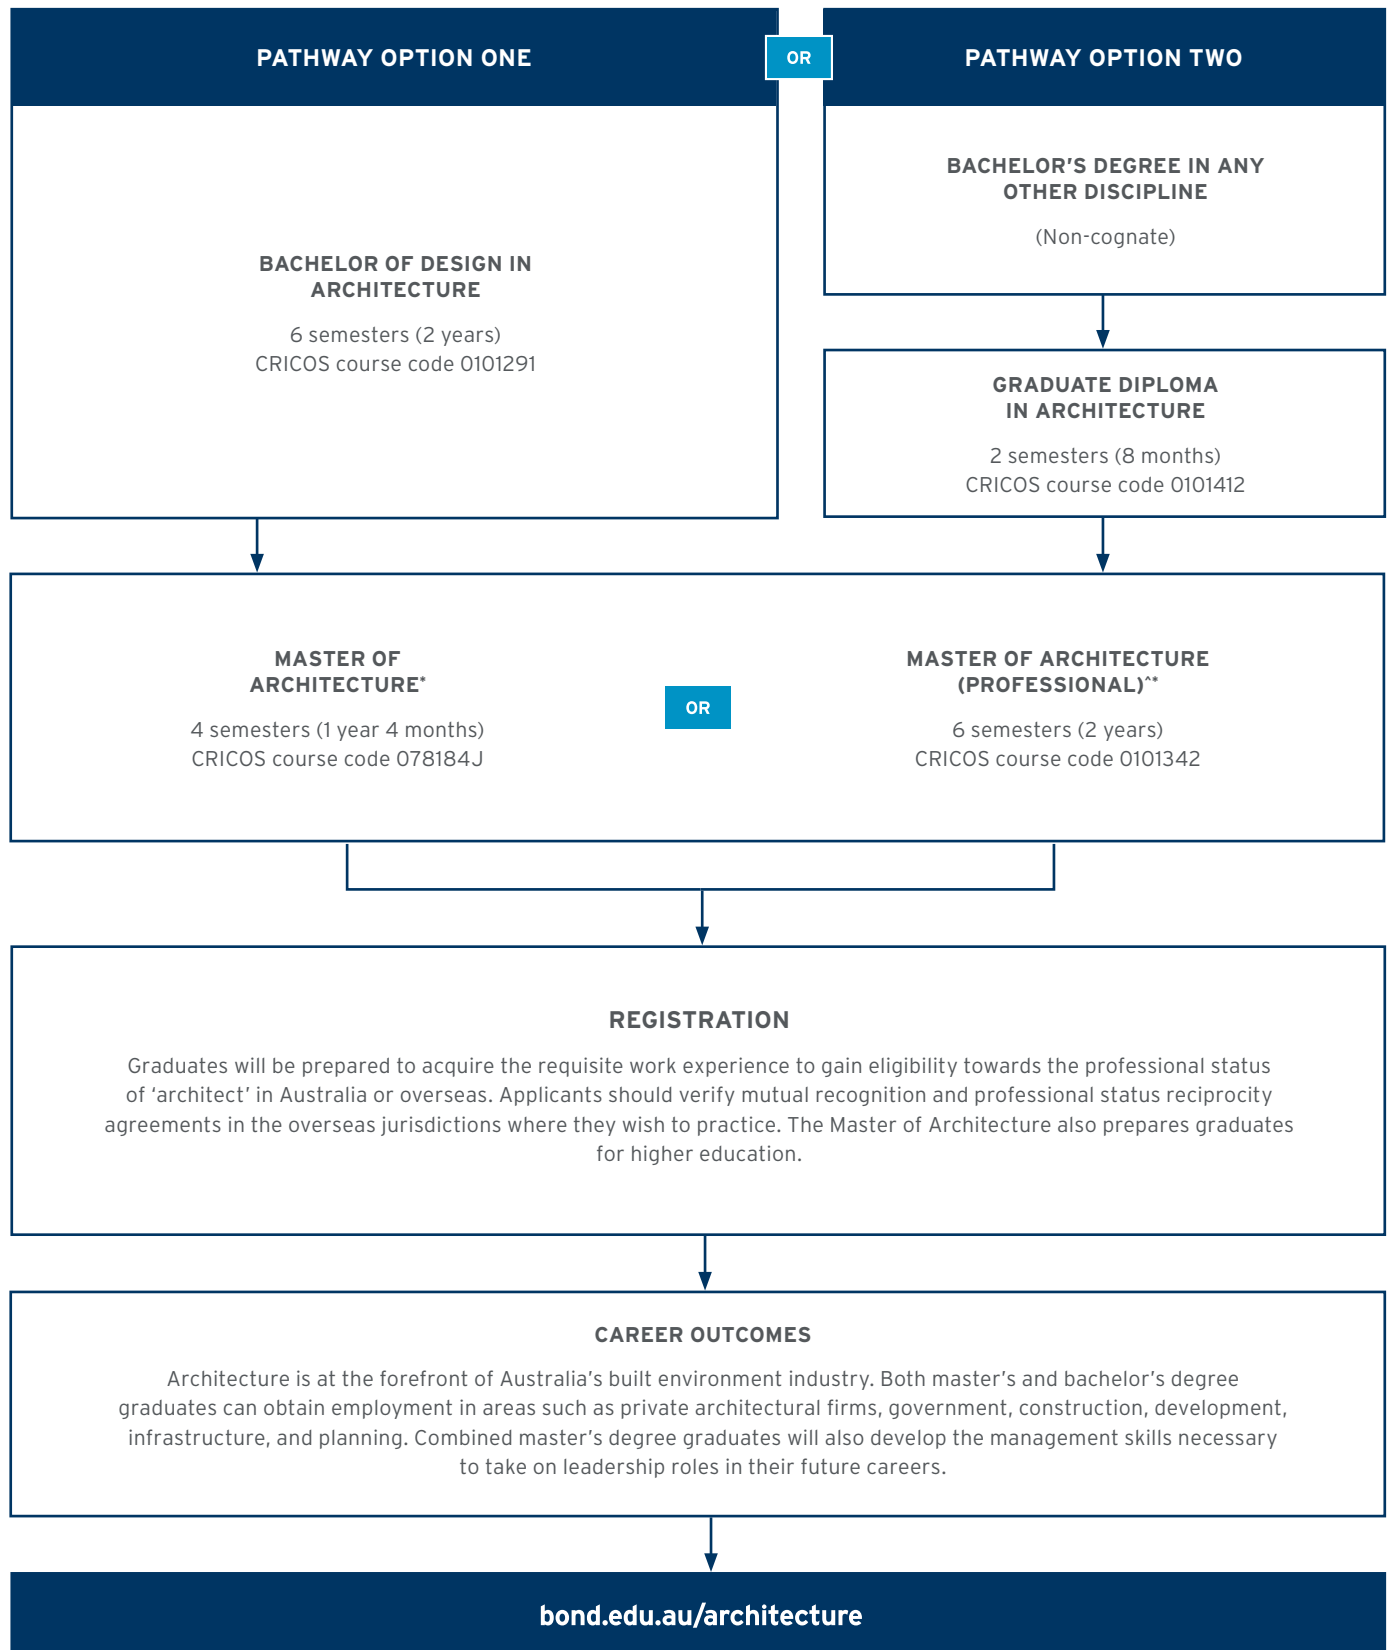 PATHWAY OPTION ONE
OR
PATHWAY OPTION TWO
BACHELOR OF DESIGN IN
ARCHITECTURE
6 semesters (2 years)
CRICOS course code 0101291
BACHELOR'S DEGREE IN ANY
OTHER DISCIPLINE
(Non-cognate)
GRADUATE DIPLOMA
IN ARCHITECTURE
2 semesters (8 months)
CRICOS course code 0101412
MASTER OF
ARCHITECTURE*
4 semesters (1 year 4 months)
CRICOS course code 078184J
OR
MASTER OF ARCHITECTURE
(PROFESSIONAL)^*
6 semesters (2 years)
CRICOS course code 0101342
REGISTRATION
Graduates will be prepared to acquire the requisite work experience to gain eligibility towards the professional status
of ‘architect’ in Australia or overseas. Applicants should verify mutual recognition and professional status reciprocity
agreements in the overseas jurisdictions where they wish to practice. The Master of Architecture also prepares graduates
for higher education.
CAREER OUTCOMES
Architecture is at the forefront of Australia’s built environment industry. Both master’s and bachelor’s degree
graduates can obtain employment in areas such as private architectural firms, government, construction, development,
infrastructure, and planning. Combined master’s degree graduates will also develop the management skills necessary
to take on leadership roles in their future careers.
bond.edu.au/architecture